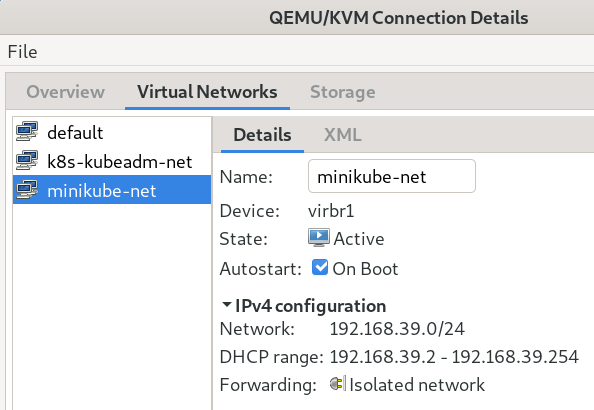 QEMU/KVM Connection Details
File
Overview Virtual Networks Storage
default
k8s-kubeadm-net
minikube-net
Details XML
Name: minikube-net
Device: virbr1
State: Active
Autostart: On Boot
IPv4 configuration
Network: 192.168.39.0/24
DHCP range: 192.168.39.2 - 192.168.39.254
Forwarding: Isolated network